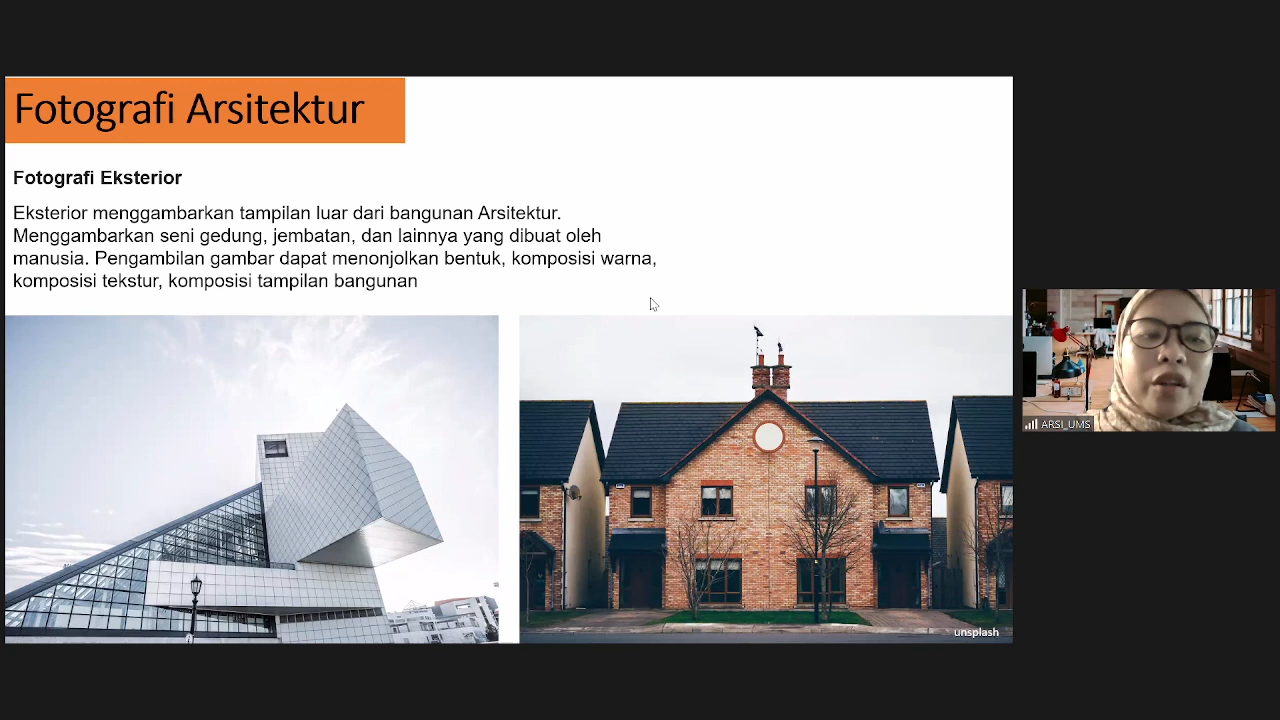 Fotografi Arsitektur
Fotografi Eksterior
Eksterior menggambarkan tampilan luar dari bangunan Arsitektur.
Menggambarkan seni gedung, jembatan, dan lainnya yang dibuat oleh
manusia. Pengambilan gambar dapat menonjolkan bentuk, komposisi warna,
komposisi tekstur, komposisi tampilan bangunan
unsplash
ARSI_UMS